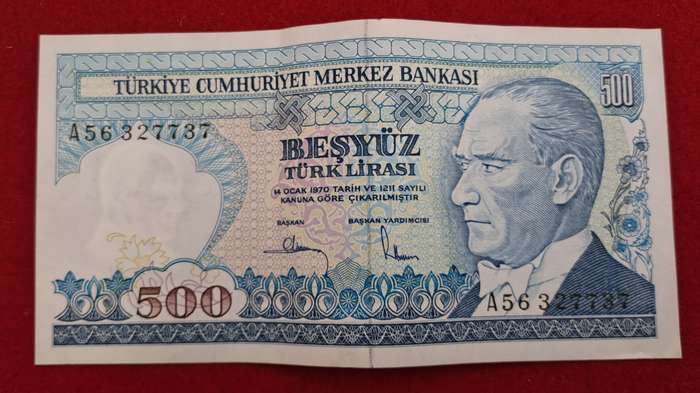 TÜRKİYE CUMHURİYET MERKEZ BANKASI
500
A56 327737
BEŞYÜZ
TÜRK LİRASI
14 OCAK 1970 TARİH VE 1211 SAYILI
KANUNA GÖRE ÇIKARILMIŞTIR
BAŞKAN BAŞKAN YARDIMCISI
500
A56 327737